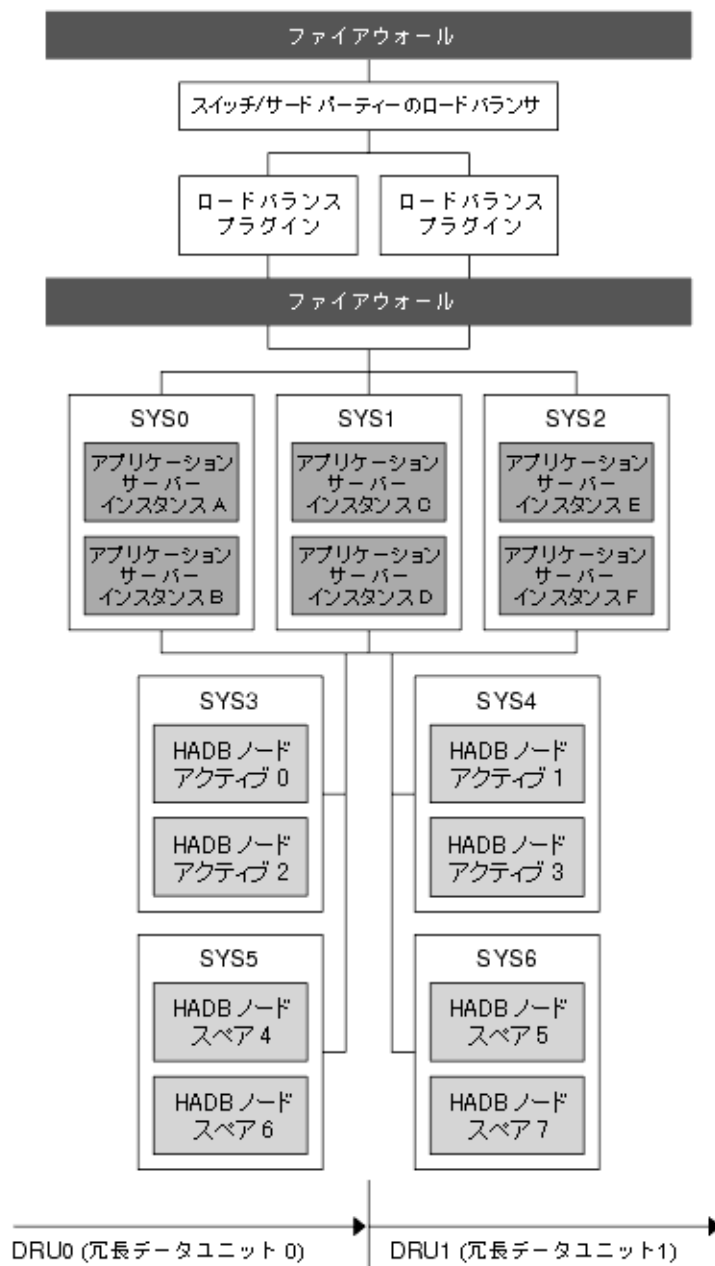 ファイアウォール
スイッチ/サードパーティーのロードバランサ
ロードバランス
プラグイン
ロードバランス
プラグイン
ファイアウォール
SYS0
アプリケーション
サーバー
インスタンス A
アプリケーション
サーバー
インスタンス B
SYS1
アプリケーション
サーバー
インスタンス C
アプリケーション
サーバー
インスタンス D
SYS2
アプリケーション
サーバー
インスタンス E
アプリケーション
サーバー
インスタンス F
SYS3
HADB ノード
アクティブ 0
HADB ノード
アクティブ 2
SYS4
HADB ノード
アクティブ 1
HADB ノード
アクティブ 3
SYS5
HADB ノード
スペア 4
HADB ノード
スペア 6
SYS6
HADB ノード
スペア 5
HADB ノード
スペア 7
DRU0 (冗長データユニット 0)
DRU1 (冗長データユニット1)